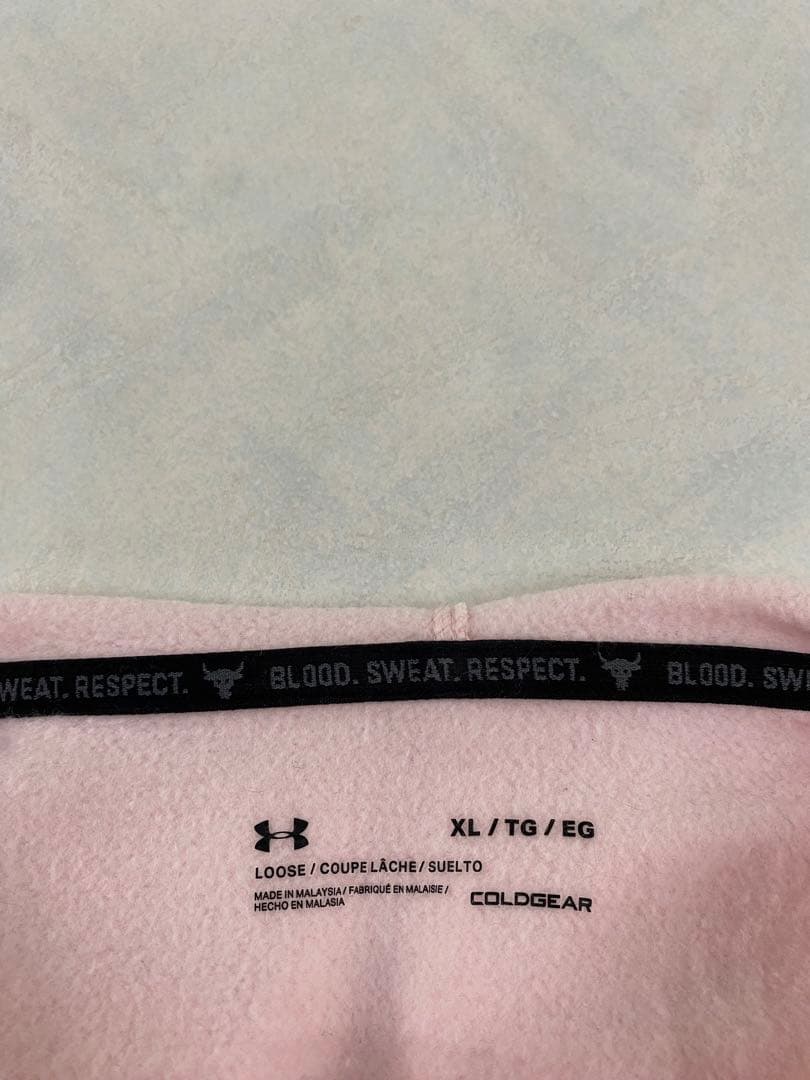 WEAT. RESPECT. BLOOD. SWEAT. RESPECT. BLOOD. SW
XL / TG / EG
LOOSE / COUPE LÂCHE / SUELTO
MADE IN MALAYSIA / FABRIQUÉ EN MALAISIE /
HECHO EN MALASIA
COLDGEAR